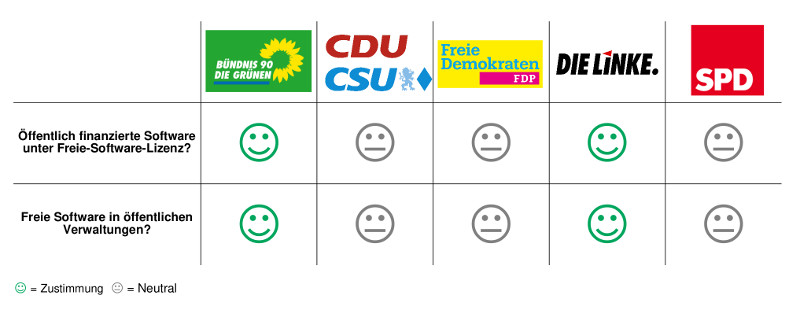 BÜNDNIS 90
DIE GRÜNEN
CDU
CSU
Freie
Demokraten
FDP
DIE LINKE.
SPD
Öffentlich finanzierte Software
unter Freie-Software-Lizenz?
Freie Software in öffentlichen
Verwaltungen?
= Zustimmung = Neutral